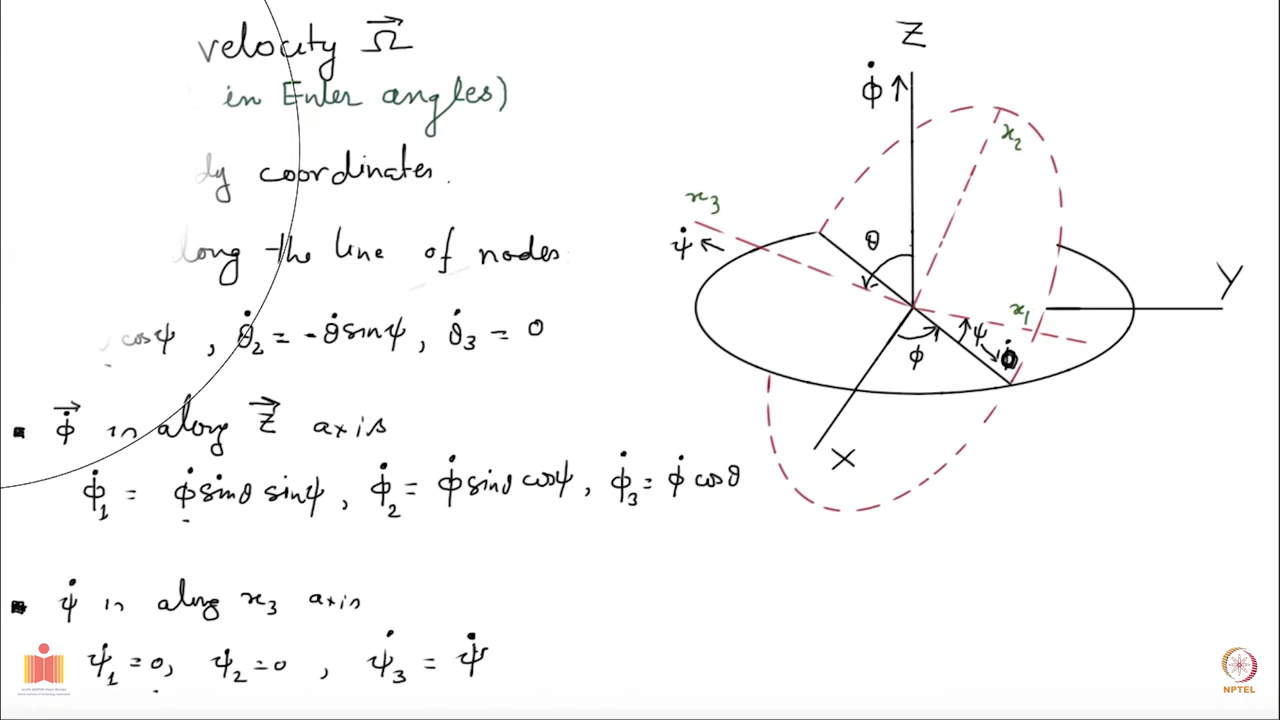 velocity Ω⃗
in Euler angles)
dy coordinates.
long the line of nodes
cosψ , θ̇₂ = -θ̇ sinψ , θ̇₃ = 0
▪ φ̇⃗ is along Z⃗ axis
φ̇₁ = φ̇ sinθ sinψ , φ̇₂ = φ̇ sinθ cosψ , φ̇₃ = φ̇ cosθ
▪ ψ̇ is along x₃ axis
ψ̇₁ = 0, ψ̇₂ = 0 , ψ̇₃ = ψ̇
Z
φ̇
x₂
x₃
ψ̇
θ
Y
x₁
ψ
φ
X
NPTEL